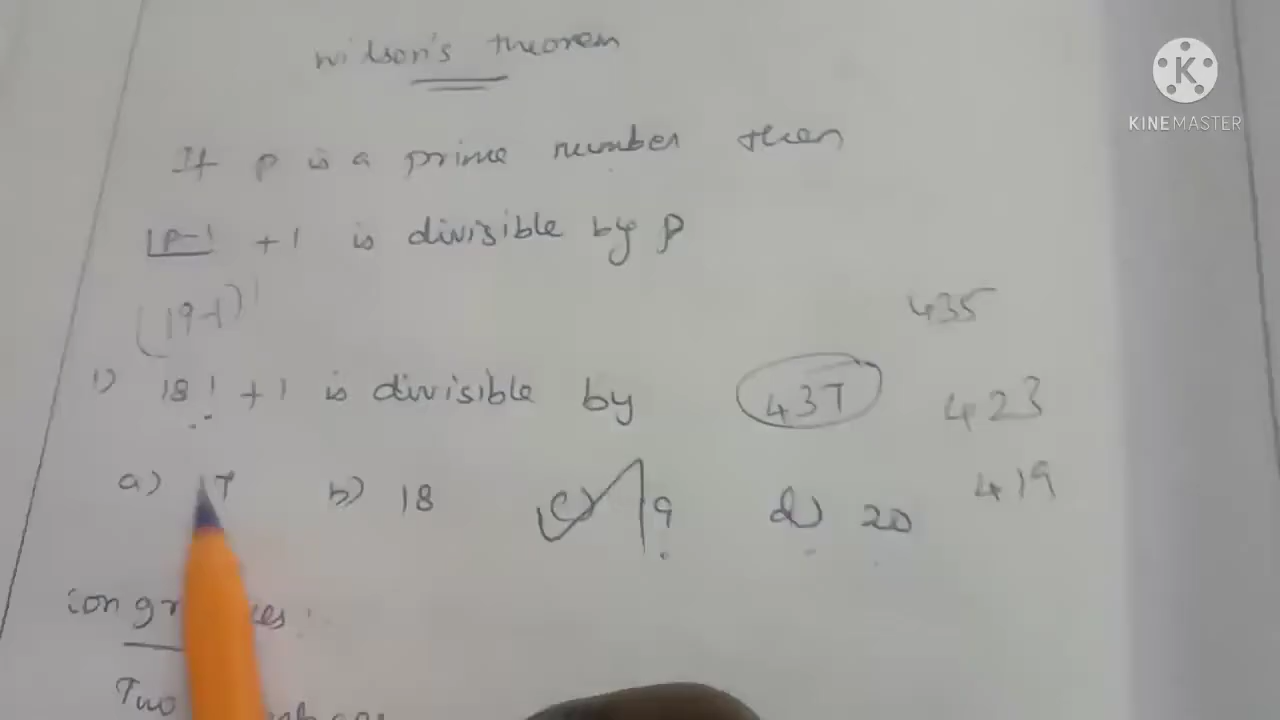 Wilson's theorem
K
KINEMASTER
If p is a prime number then
|p-1 +1 is divisible by p
(19-1)!
435
1) 18! + 1 is divisible by 437 423
a) 17 b) 18 c) 19 d) 20 419
Two